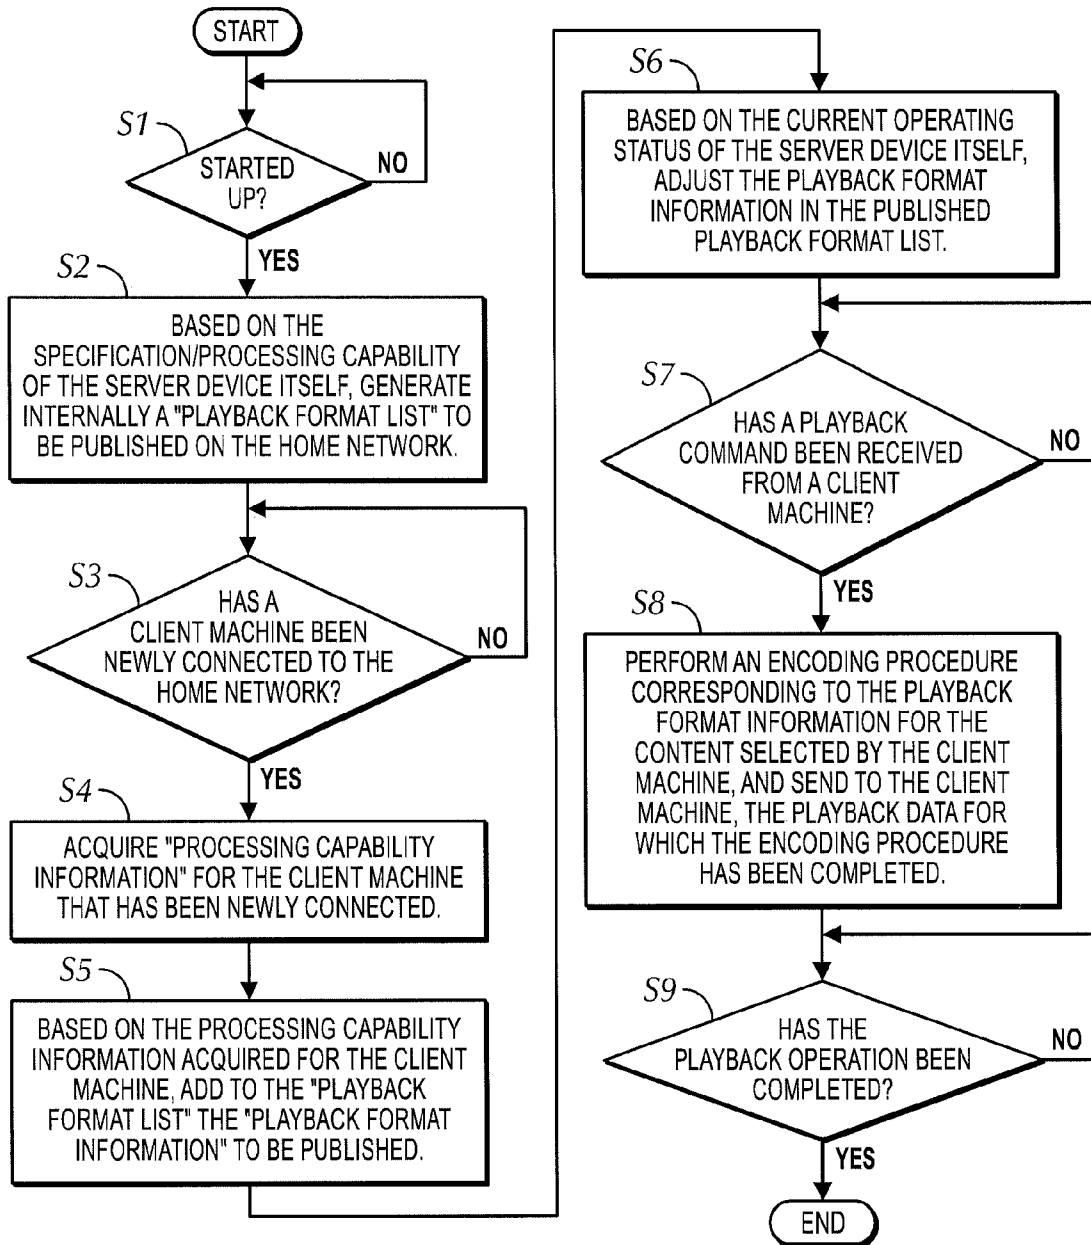 START
S1
STARTED
UP?
NO
YES
S2
BASED ON THE
SPECIFICATION/PROCESSING CAPABILITY
OF THE SERVER DEVICE ITSELF, GENERATE
INTERNALLY A "PLAYBACK FORMAT LIST" TO
BE PUBLISHED ON THE HOME NETWORK.
S3
HAS A
CLIENT MACHINE BEEN
NEWLY CONNECTED TO THE
HOME NETWORK?
NO
YES
S4
ACQUIRE "PROCESSING CAPABILITY
INFORMATION" FOR THE CLIENT MACHINE
THAT HAS BEEN NEWLY CONNECTED.
S5
BASED ON THE PROCESSING CAPABILITY
INFORMATION ACQUIRED FOR THE CLIENT
MACHINE, ADD TO THE "PLAYBACK
FORMAT LIST" THE "PLAYBACK FORMAT
INFORMATION" TO BE PUBLISHED.
S6
BASED ON THE CURRENT OPERATING
STATUS OF THE SERVER DEVICE ITSELF,
ADJUST THE PLAYBACK FORMAT
INFORMATION IN THE PUBLISHED
PLAYBACK FORMAT LIST.
S7
HAS A PLAYBACK
COMMAND BEEN RECEIVED
FROM A CLIENT
MACHINE?
NO
YES
S8
PERFORM AN ENCODING PROCEDURE
CORRESPONDING TO THE PLAYBACK
FORMAT INFORMATION FOR THE
CONTENT SELECTED BY THE CLIENT
MACHINE, AND SEND TO THE CLIENT
MACHINE, THE PLAYBACK DATA FOR
WHICH THE ENCODING PROCEDURE
HAS BEEN COMPLETED.
S9
HAS THE
PLAYBACK OPERATION BEEN
COMPLETED?
NO
YES
END